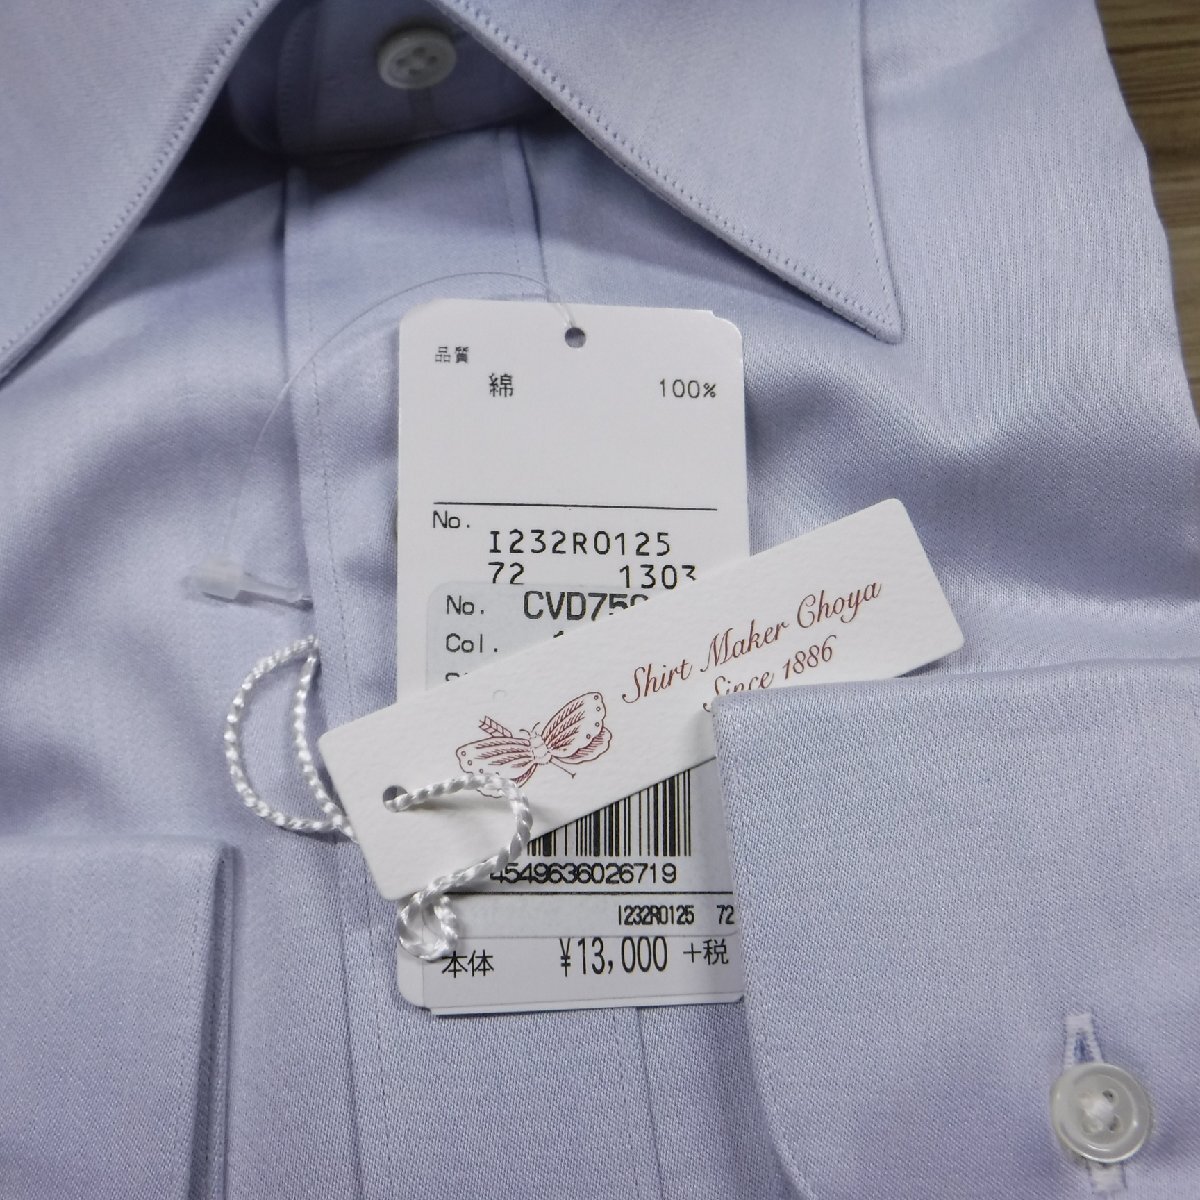 品質
綿 100%
No.
I232R0125
72 1303
No. CVD750
Col.
Shirt Maker Choya
Since 1886
4549636026719
I232R0125 72
本体 ¥13,000 +税